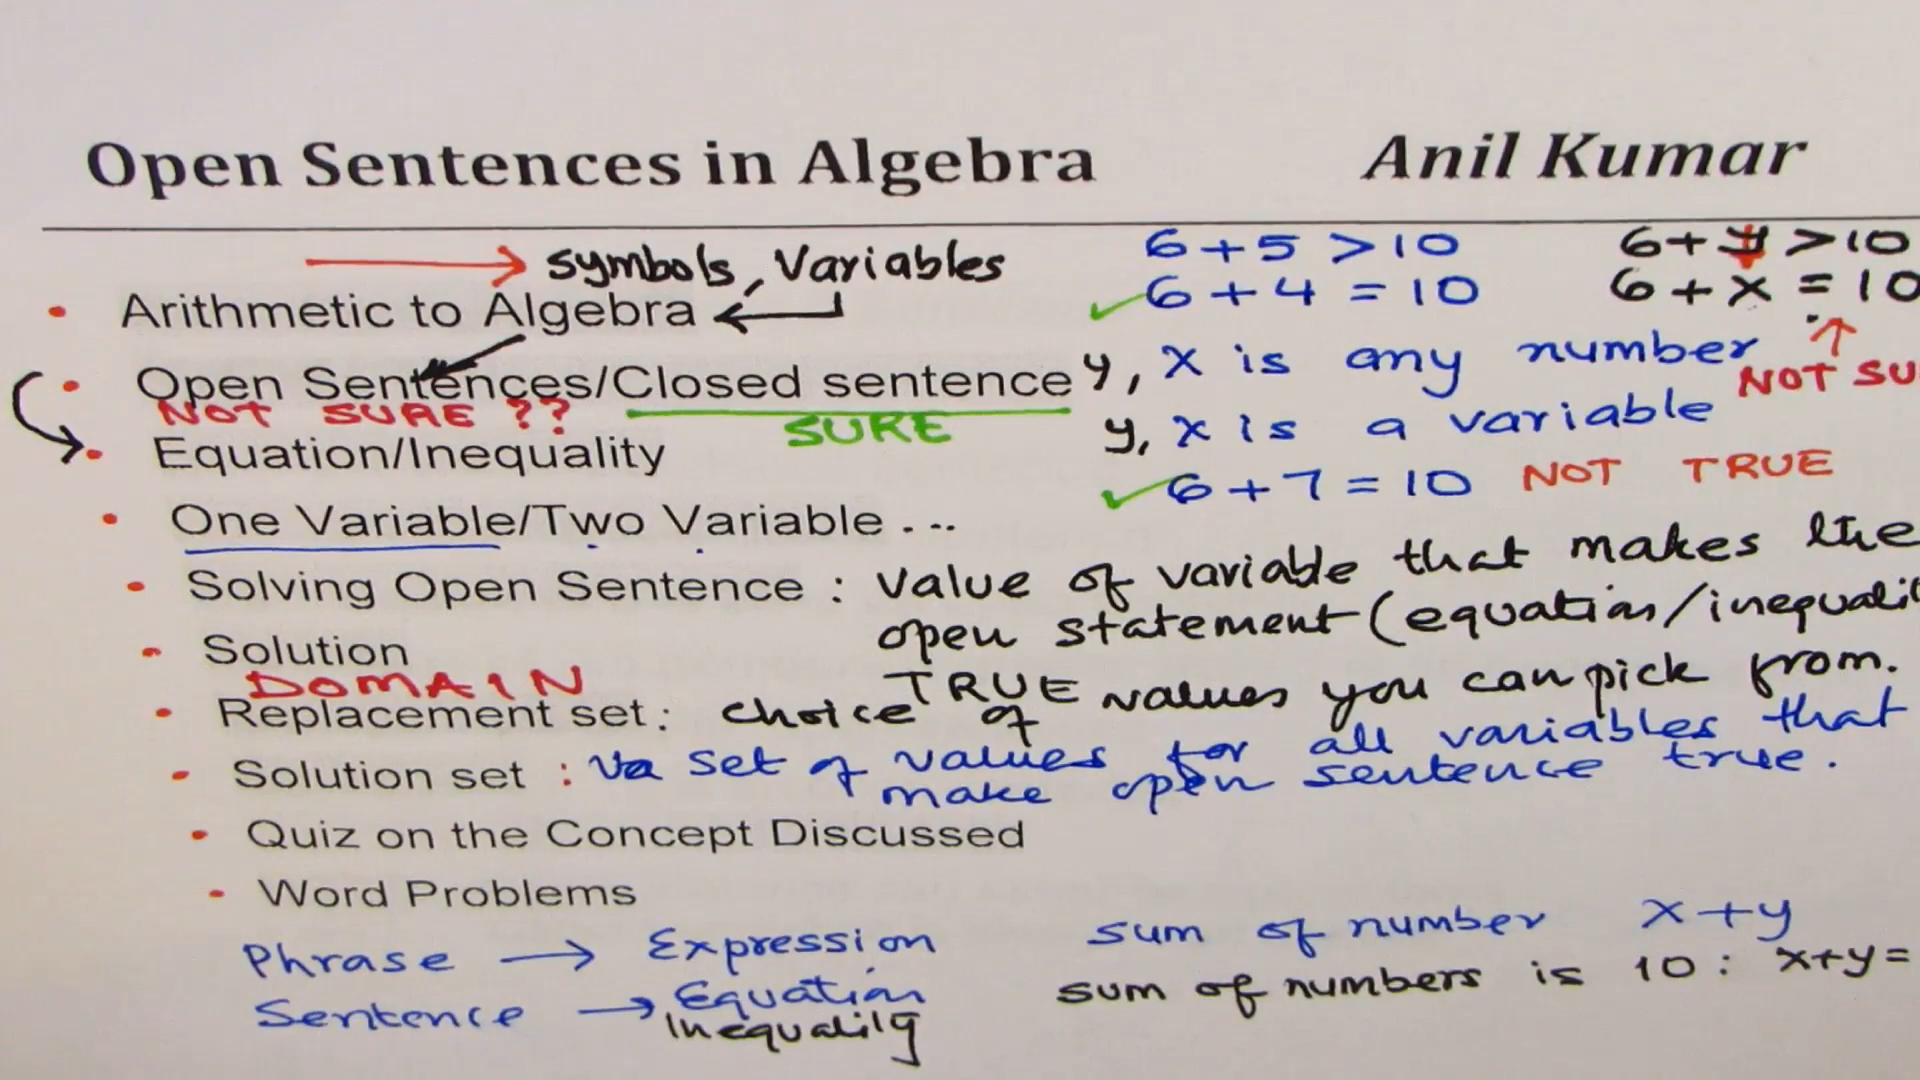 Open Sentences in Algebra Anil Kumar
symbols, Variables
6 + 5 > 10 6 + y > 10
• Arithmetic to Algebra
6 + 4 = 10 6 + x = 10
• Open Sentences/Closed sentence
NOT SURE ?? SURE
y, x is any number NOT SU
y, x is a variable
• Equation/Inequality
6 + 7 = 10 NOT TRUE
• One Variable/Two Variable . . .
• Solving Open Sentence : Value of variable that makes the
open statement (equation/inequali
TRUE
• Solution
DOMAIN
• Replacement set : choice of values you can pick from.
• Solution set : set of values for all variables that
make open sentence true.
• Quiz on the Concept Discussed
• Word Problems
Phrase → Expression sum of number x+y
Sentence → Equation sum of numbers is 10 : x+y=
Inequality